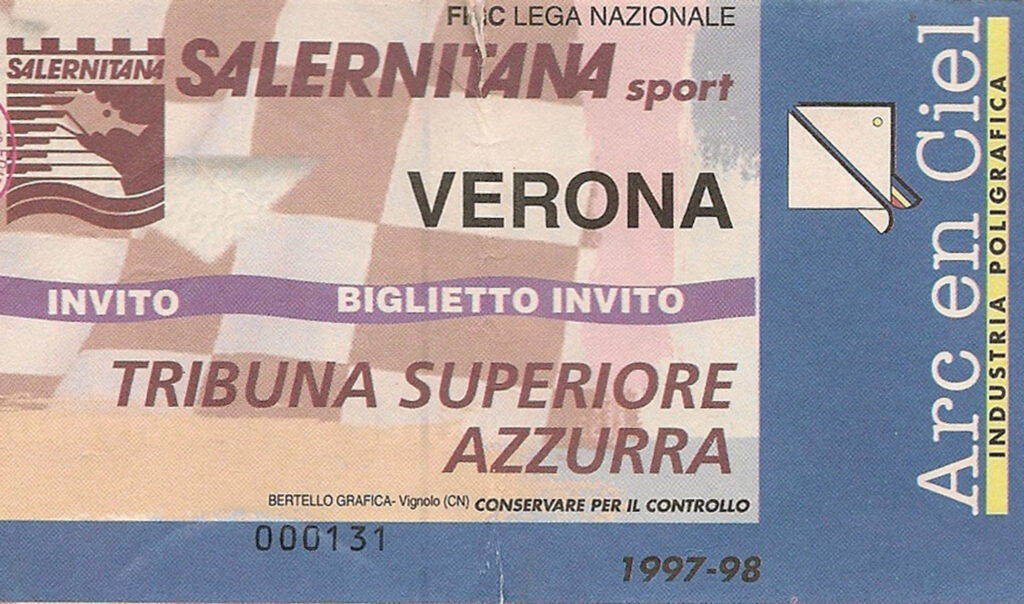 FIGC LEGA NAZIONALE
SALERNITANA
SALERNITANA sport
VERONA
INVITO
BIGLIETTO INVITO
TRIBUNA SUPERIORE
AZZURRA
BERTELLO GRAFICA- Vignolo (CN) CONSERVARE PER IL CONTROLLO
000131
1997-98
Arc en Ciel
INDUSTRIA POLIGRAFICA